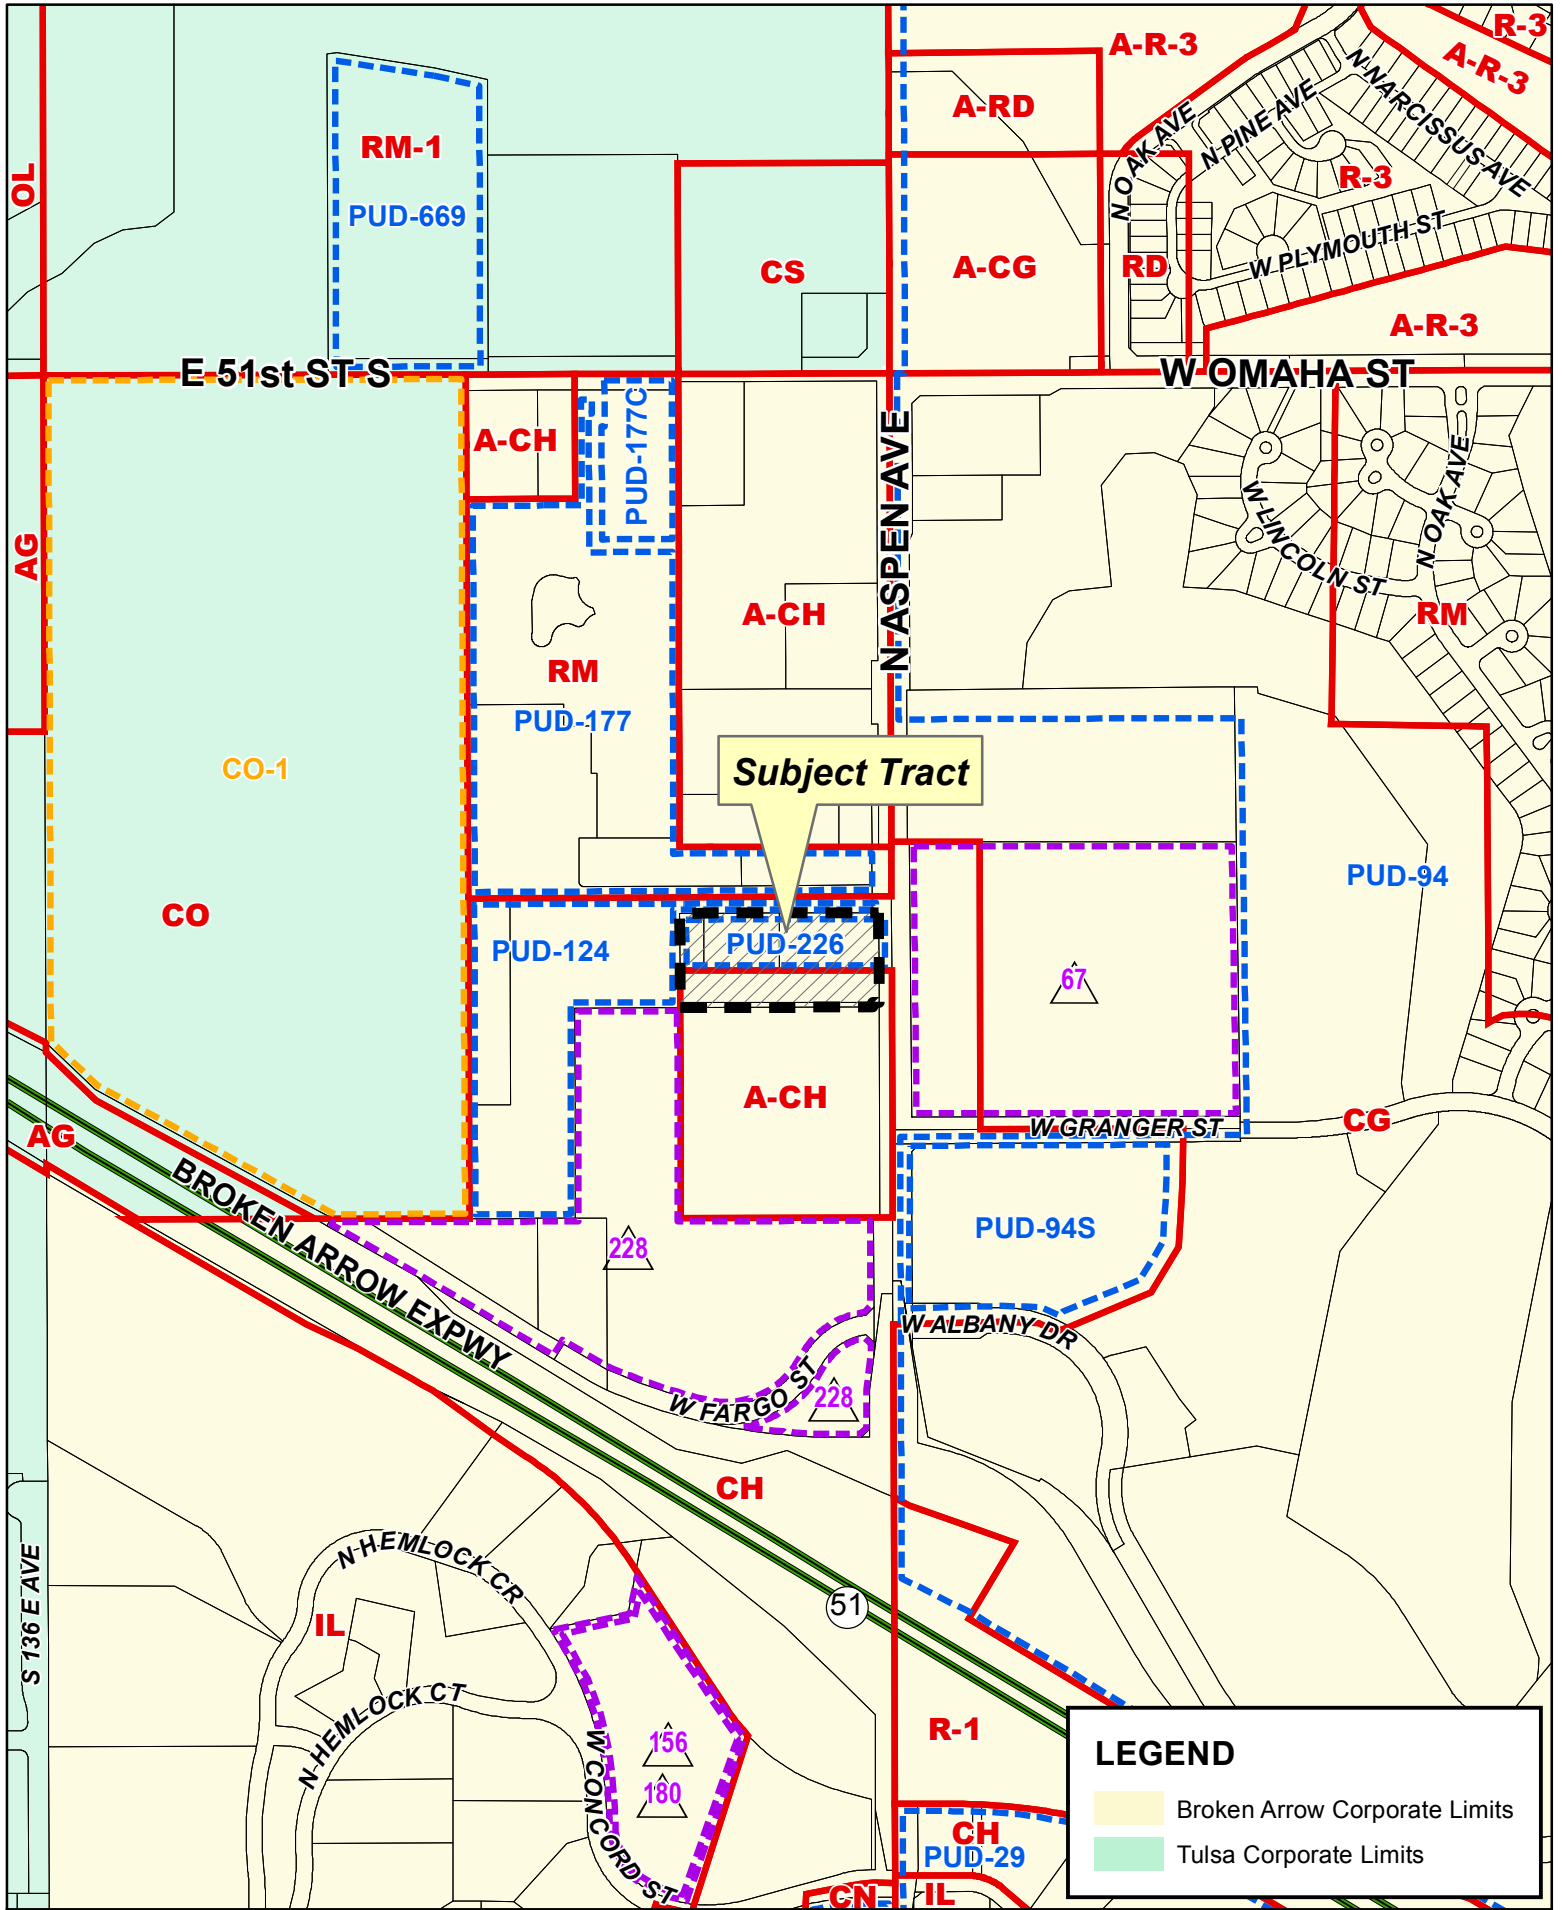 R-3
A-R-3
A-R-3
N NARCISSUS AVE
N PINE AVE
N OAK AVE
A-RD
RM-1
OL
R-3
PUD-669
W PLYMOUTH ST
CS
A-CG
RD
A-R-3
E 51st ST S
W OMAHA ST
A-CH
PUD-177C
N ASPEN AVE
W LINCOLN ST
N OAK AVE
AG
A-CH
RM
RM
PUD-177
CO-1
Subject Tract
PUD-94
CO
PUD-124
PUD-226
67
A-CH
AG
W GRANGER ST
CG
BROKEN ARROW EXPWY
PUD-94S
228
W ALBANY DR
W FARGO ST
228
CH
N HEMLOCK CR
51
S 136 E AVE
IL
N HEMLOCK CT
W CONCORD ST
156
180
R-1
CH
PUD-29
CN
IL
LEGEND
Broken Arrow Corporate Limits
Tulsa Corporate Limits